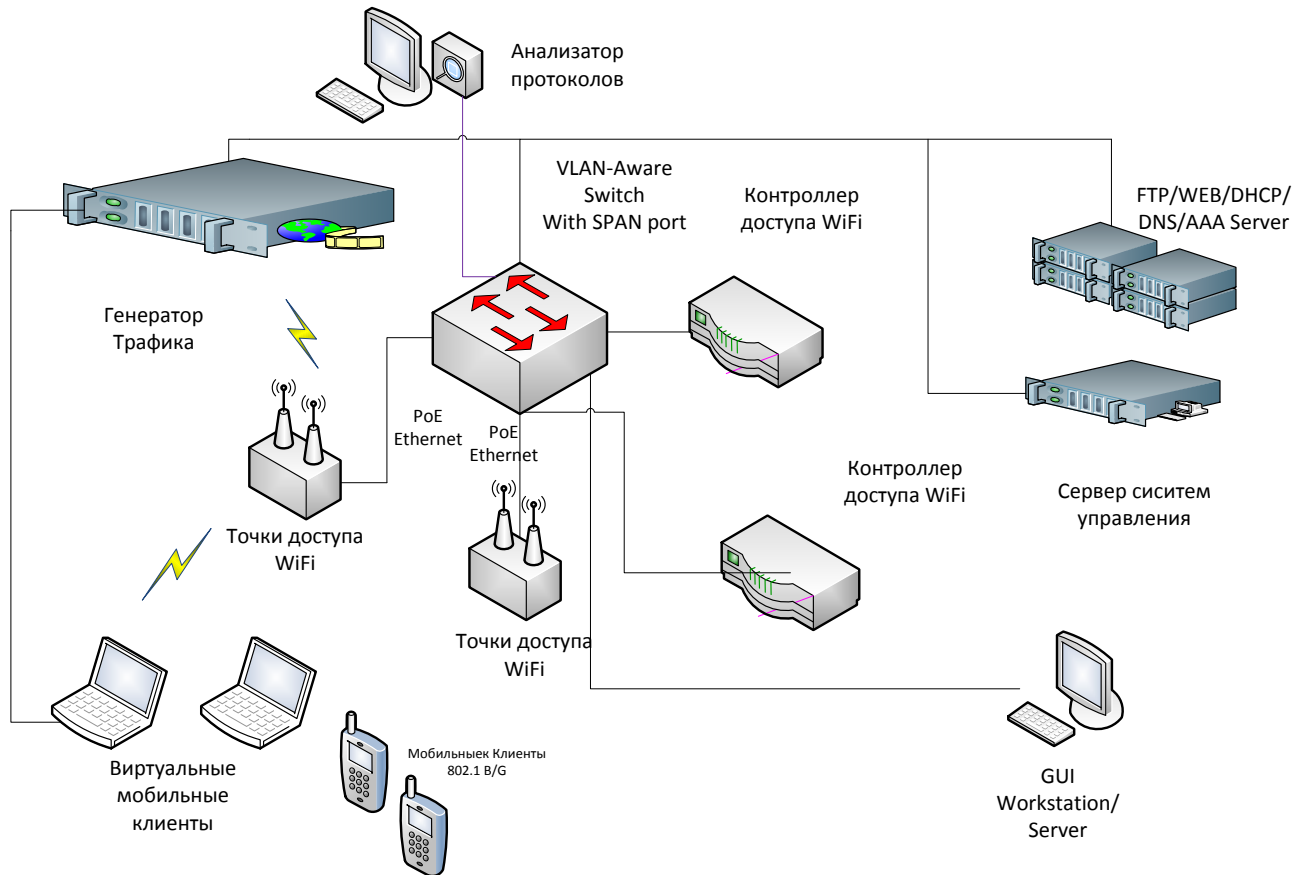 Анализатор
протоколов
VLAN-Aware
Switch
With SPAN port
Контроллер
доступа WiFi
FTP/WEB/DHCP/
DNS/AAA Server
Генератор
Трафика
PoE
Ethernet
PoE
Ethernet
Контроллер
доступа WiFi
Сервер сиситем
управления
Точки доступа
WiFi
Точки доступа
WiFi
Виртуальные
мобильные
клиенты
Мобильныек Клиенты
802.1 B/G
GUI
Workstation/
Server